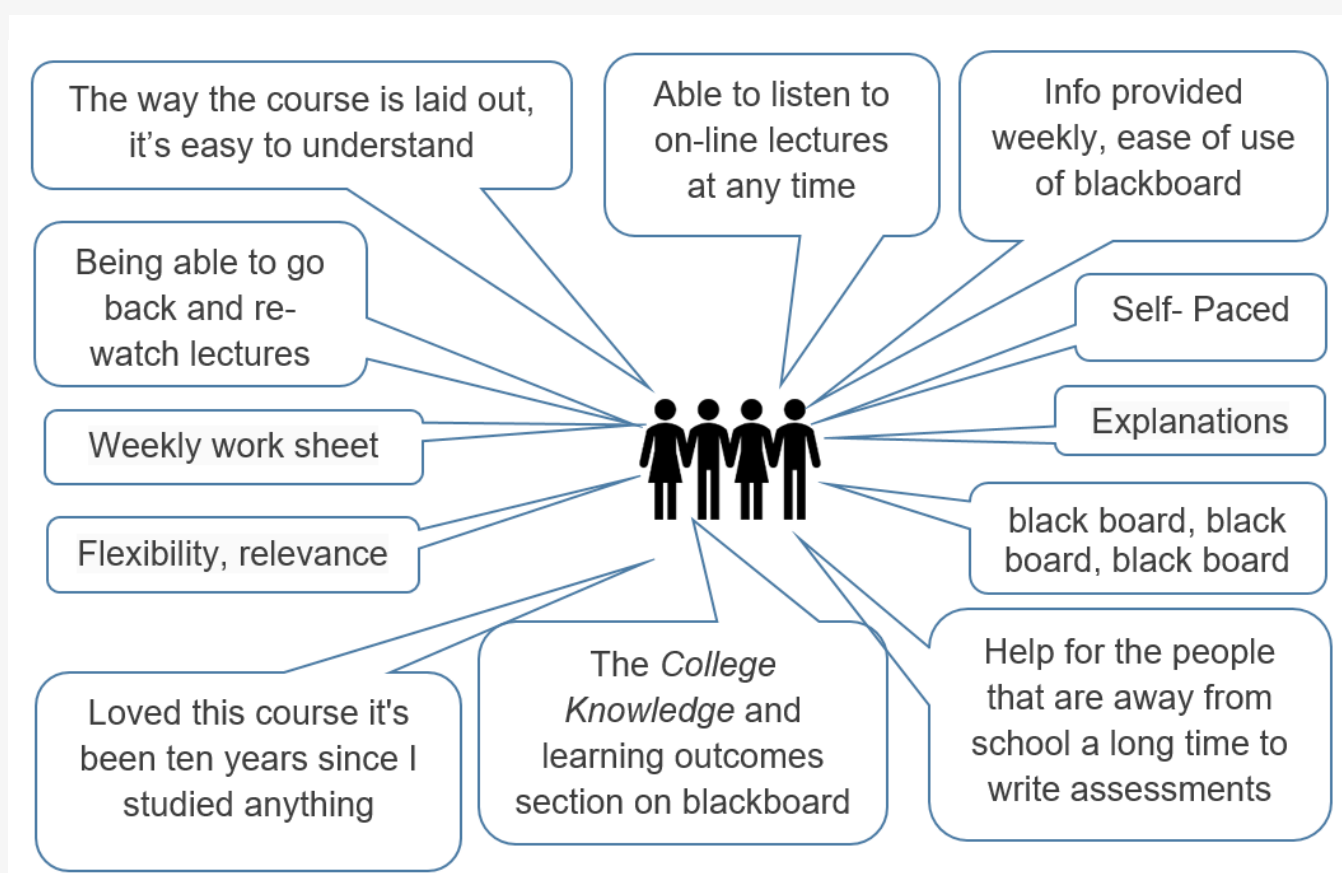 The way the course is laid out,
it’s easy to understand
Able to listen to
on-line lectures
at any time
Info provided
weekly, ease of use
of blackboard
Being able to go
back and re-
watch lectures
Self- Paced
Weekly work sheet
Explanations
Flexibility, relevance
black board, black
board, black board
Loved this course it's
been ten years since I
studied anything
The College
Knowledge and
learning outcomes
section on blackboard
Help for the people
that are away from
school a long time to
write assessments